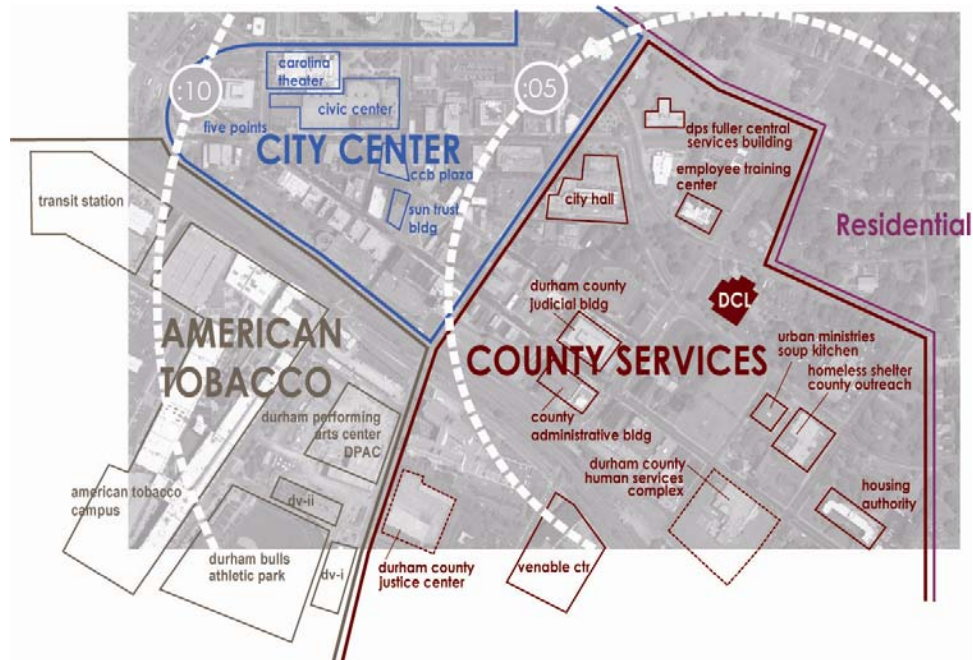 carolina
theater
civic center
:10
:05
five points
CITY CENTER
ccb plaza
sun trust
bldg
transit station
dps fuller central
services building
employee training
center
city hall
Residential
DCL
durham county
judicial bldg
AMERICAN
TOBACCO
COUNTY SERVICES
urban ministries
soup kitchen
homeless shelter
county outreach
county
administrative bldg
durham performing
arts center
DPAC
durham county
human services
complex
american tobacco
campus
dv-ii
housing
authority
durham bulls
athletic park
dv-i
durham county
justice center
venable ctr